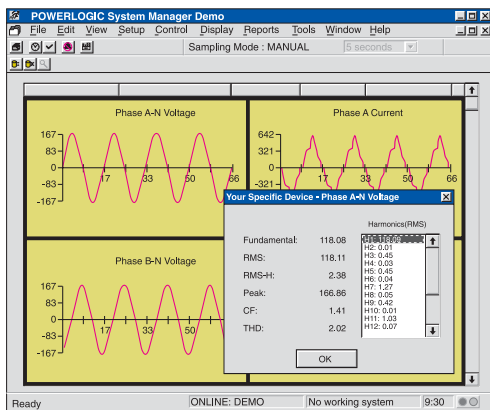 POWERLOGIC System Manager Demo
File Edit View Setup Control Display Reports Tools Window Help
Sampling Mode : MANUAL
5 seconds
Phase A-N Voltage
167
83
0
-83
-167
17 33 50 66
Phase A Current
642
321
0
-321
17 33 50 66
Phase B-N Voltage
167
83
0
-83
-167
17 33 50
Your Specific Device - Phase A-N Voltage
Harmonics(RMS)
Fundamental: 118.08
RMS: 118.11
RMS-H: 2.38
Peak: 166.86
CF: 1.41
THD: 2.02
H2: 0.01
H3: 0.45
H4: 0.03
H5: 0.45
H6: 0.04
H7: 1.27
H8: 0.05
H9: 0.42
H10: 0.01
H11: 1.03
H12: 0.07
OK
Ready
ONLINE: DEMO
No working system
9:30